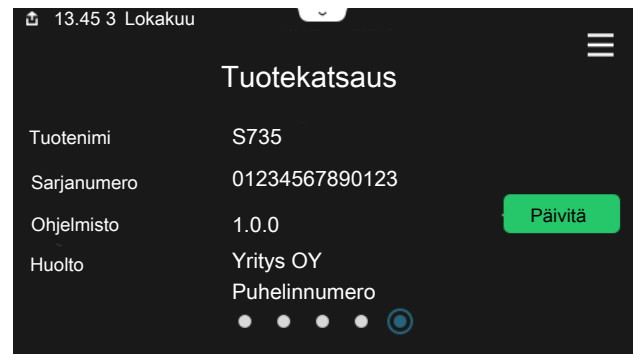 13.45 3 Lokakuu
Tuotekatsaus
Tuotenimi S735
Sarjanumero 01234567890123
Ohjelmisto 1.0.0
Päivitä
Huolto Yritys OY
Puhelinnumero